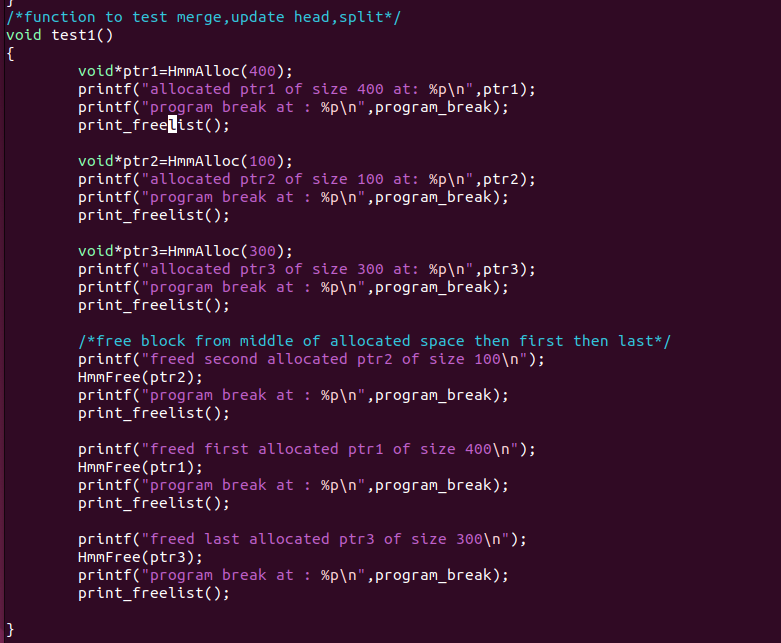 }
/*function to test merge,update head,split*/
void test1()
{
        void*ptr1=HmmAlloc(400);
        printf("allocated ptr1 of size 400 at: %p\n",ptr1);
        printf("program break at : %p\n",program_break);
        print_freelist();

        void*ptr2=HmmAlloc(100);
        printf("allocated ptr2 of size 100 at: %p\n",ptr2);
        printf("program break at : %p\n",program_break);
        print_freelist();

        void*ptr3=HmmAlloc(300);
        printf("allocated ptr3 of size 300 at: %p\n",ptr3);
        printf("program break at : %p\n",program_break);
        print_freelist();

        /*free block from middle of allocated space then first then last*/
        printf("freed second allocated ptr2 of size 100\n");
        HmmFree(ptr2);
        printf("program break at : %p\n",program_break);
        print_freelist();

        printf("freed first allocated ptr1 of size 400\n");
        HmmFree(ptr1);
        printf("program break at : %p\n",program_break);
        print_freelist();

        printf("freed last allocated ptr3 of size 300\n");
        HmmFree(ptr3);
        printf("program break at : %p\n",program_break);
        print_freelist();

}